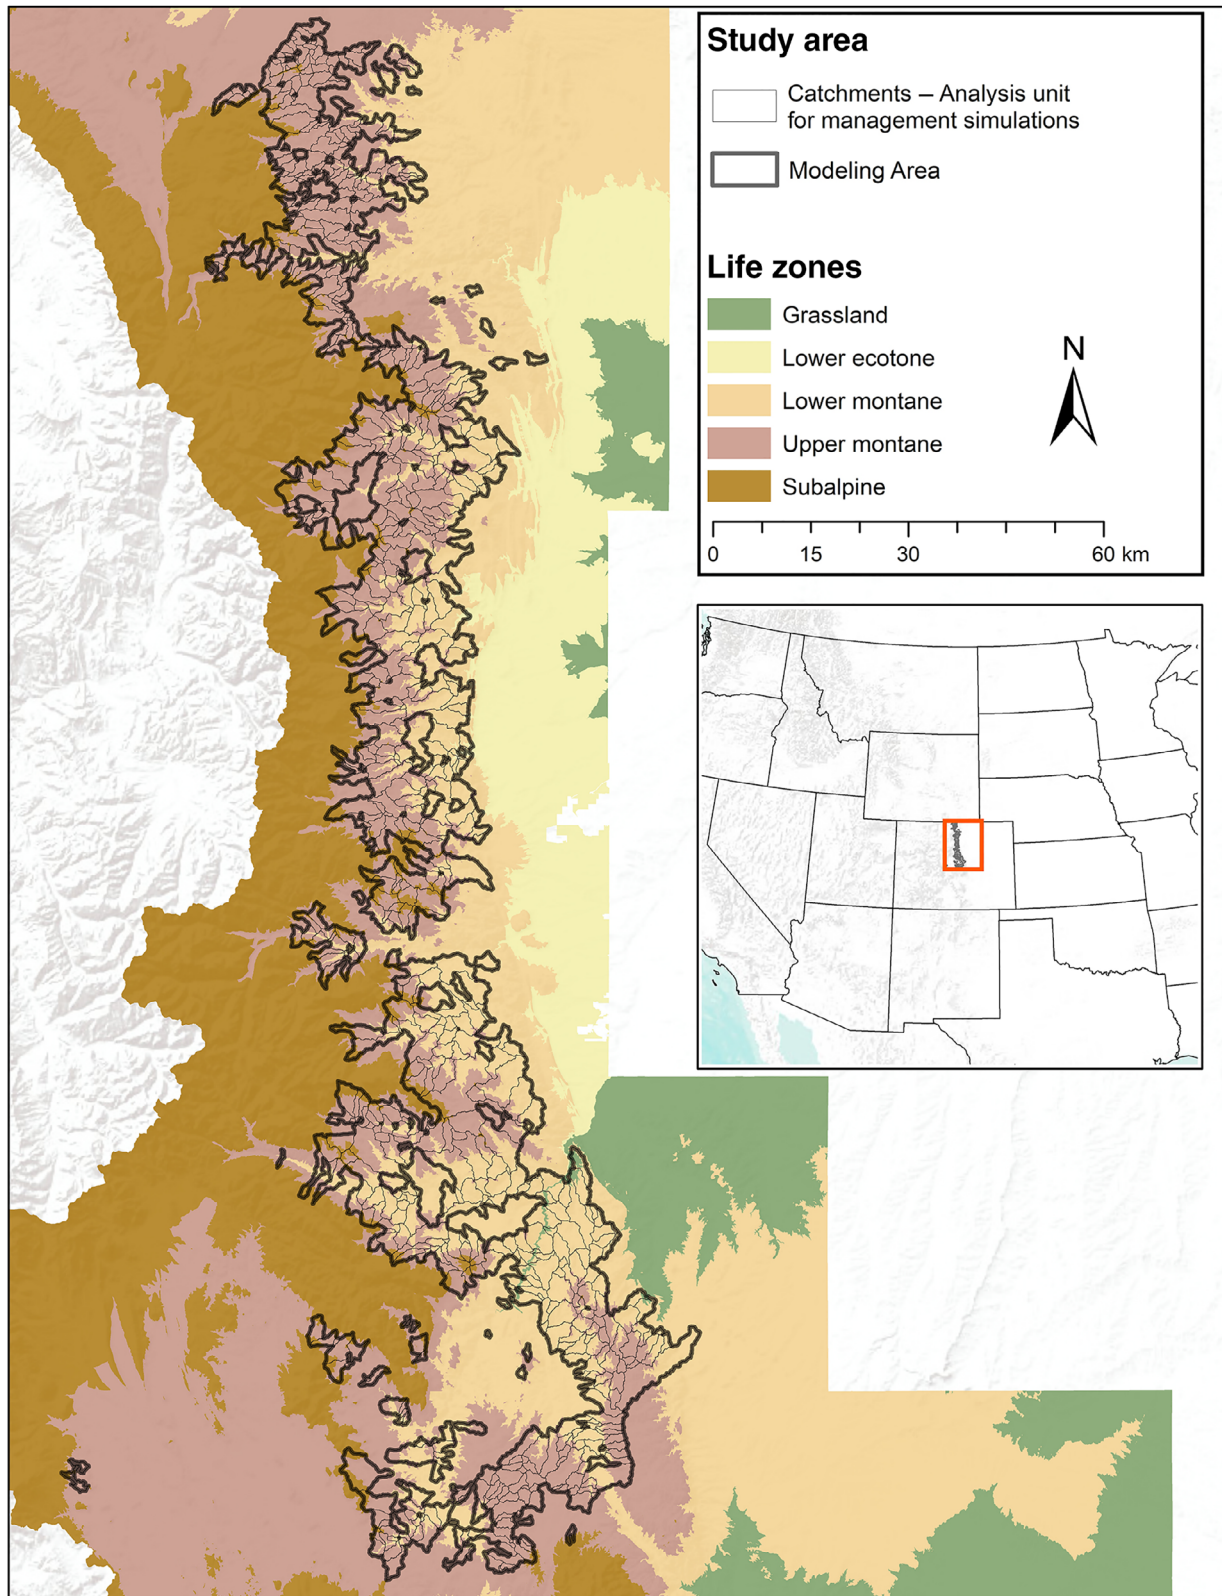 Study area
Catchments – Analysis unit
for management simulations
Modeling Area
Life zones
Grassland
Lower ecotone
Lower montane
Upper montane
Subalpine
N
0 15 30 60 km